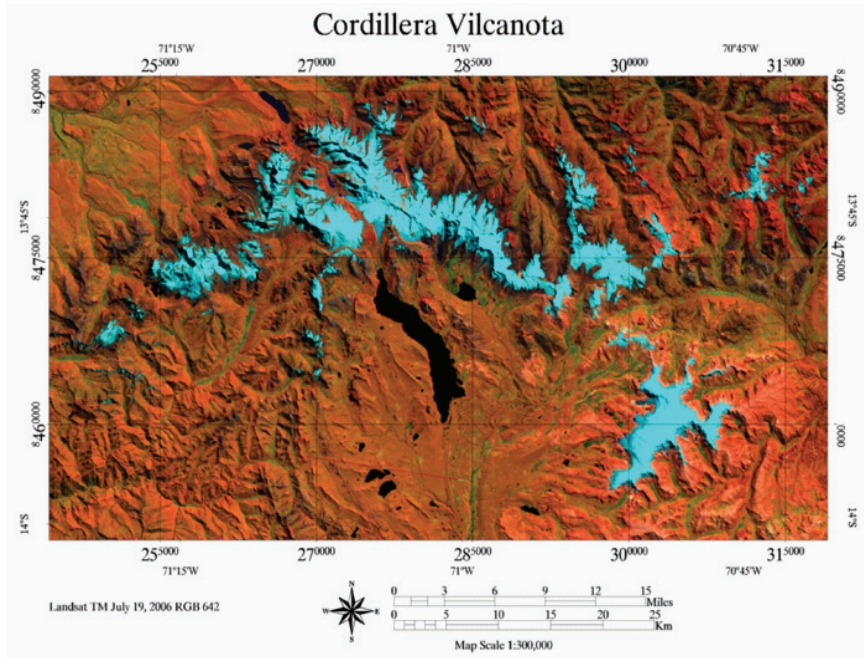 Cordillera Vilcanota
71°15'W 71°W 70°45'W
255000 270000 285000 300000 315000
8490000 8490000
13°45'S 13°45'S
8475000 8475000
8460000 0000
14°S 14°S
255000 270000 285000 300000 315000
71°15'W 71°W 70°45'W
Landsat TM July 19, 2006 RGB 642
N
W E
S
0 3 6 9 12 15
Miles
0 5 10 15 20 25
Km
Map Scale 1:300,000